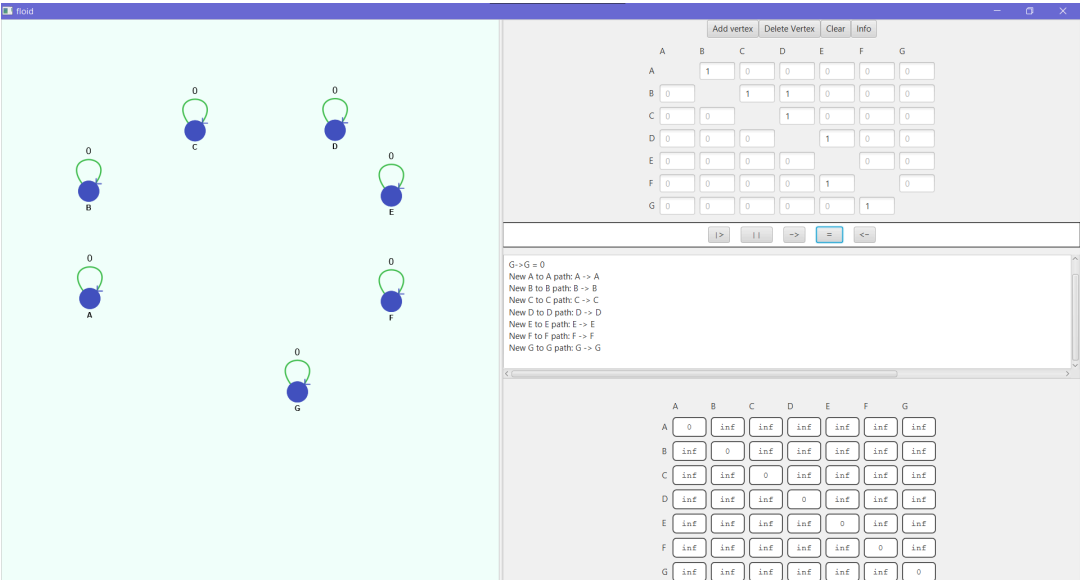 floid
Add vertex Delete Vertex Clear Info
A B C D E F G
A 1 0 0 0 0 0
B 0 1 1 0 0 0
C 0 0 1 0 0 0
D 0 0 0 1 0 0
E 0 0 0 0 0 0
F 0 0 0 0 1 0
G 0 0 0 0 0 1
|> || -> = <-
0
C
0
D
0
B
0
E
0
A
0
F
0
G
G->G = 0
New A to A path: A -> A
New B to B path: B -> B
New C to C path: C -> C
New D to D path: D -> D
New E to E path: E -> E
New F to F path: F -> F
New G to G path: G -> G
A B C D E F G
A 0 inf inf inf inf inf inf
B inf 0 inf inf inf inf inf
C inf inf 0 inf inf inf inf
D inf inf inf 0 inf inf inf
E inf inf inf inf 0 inf inf
F inf inf inf inf inf 0 inf
G inf inf inf inf inf inf 0